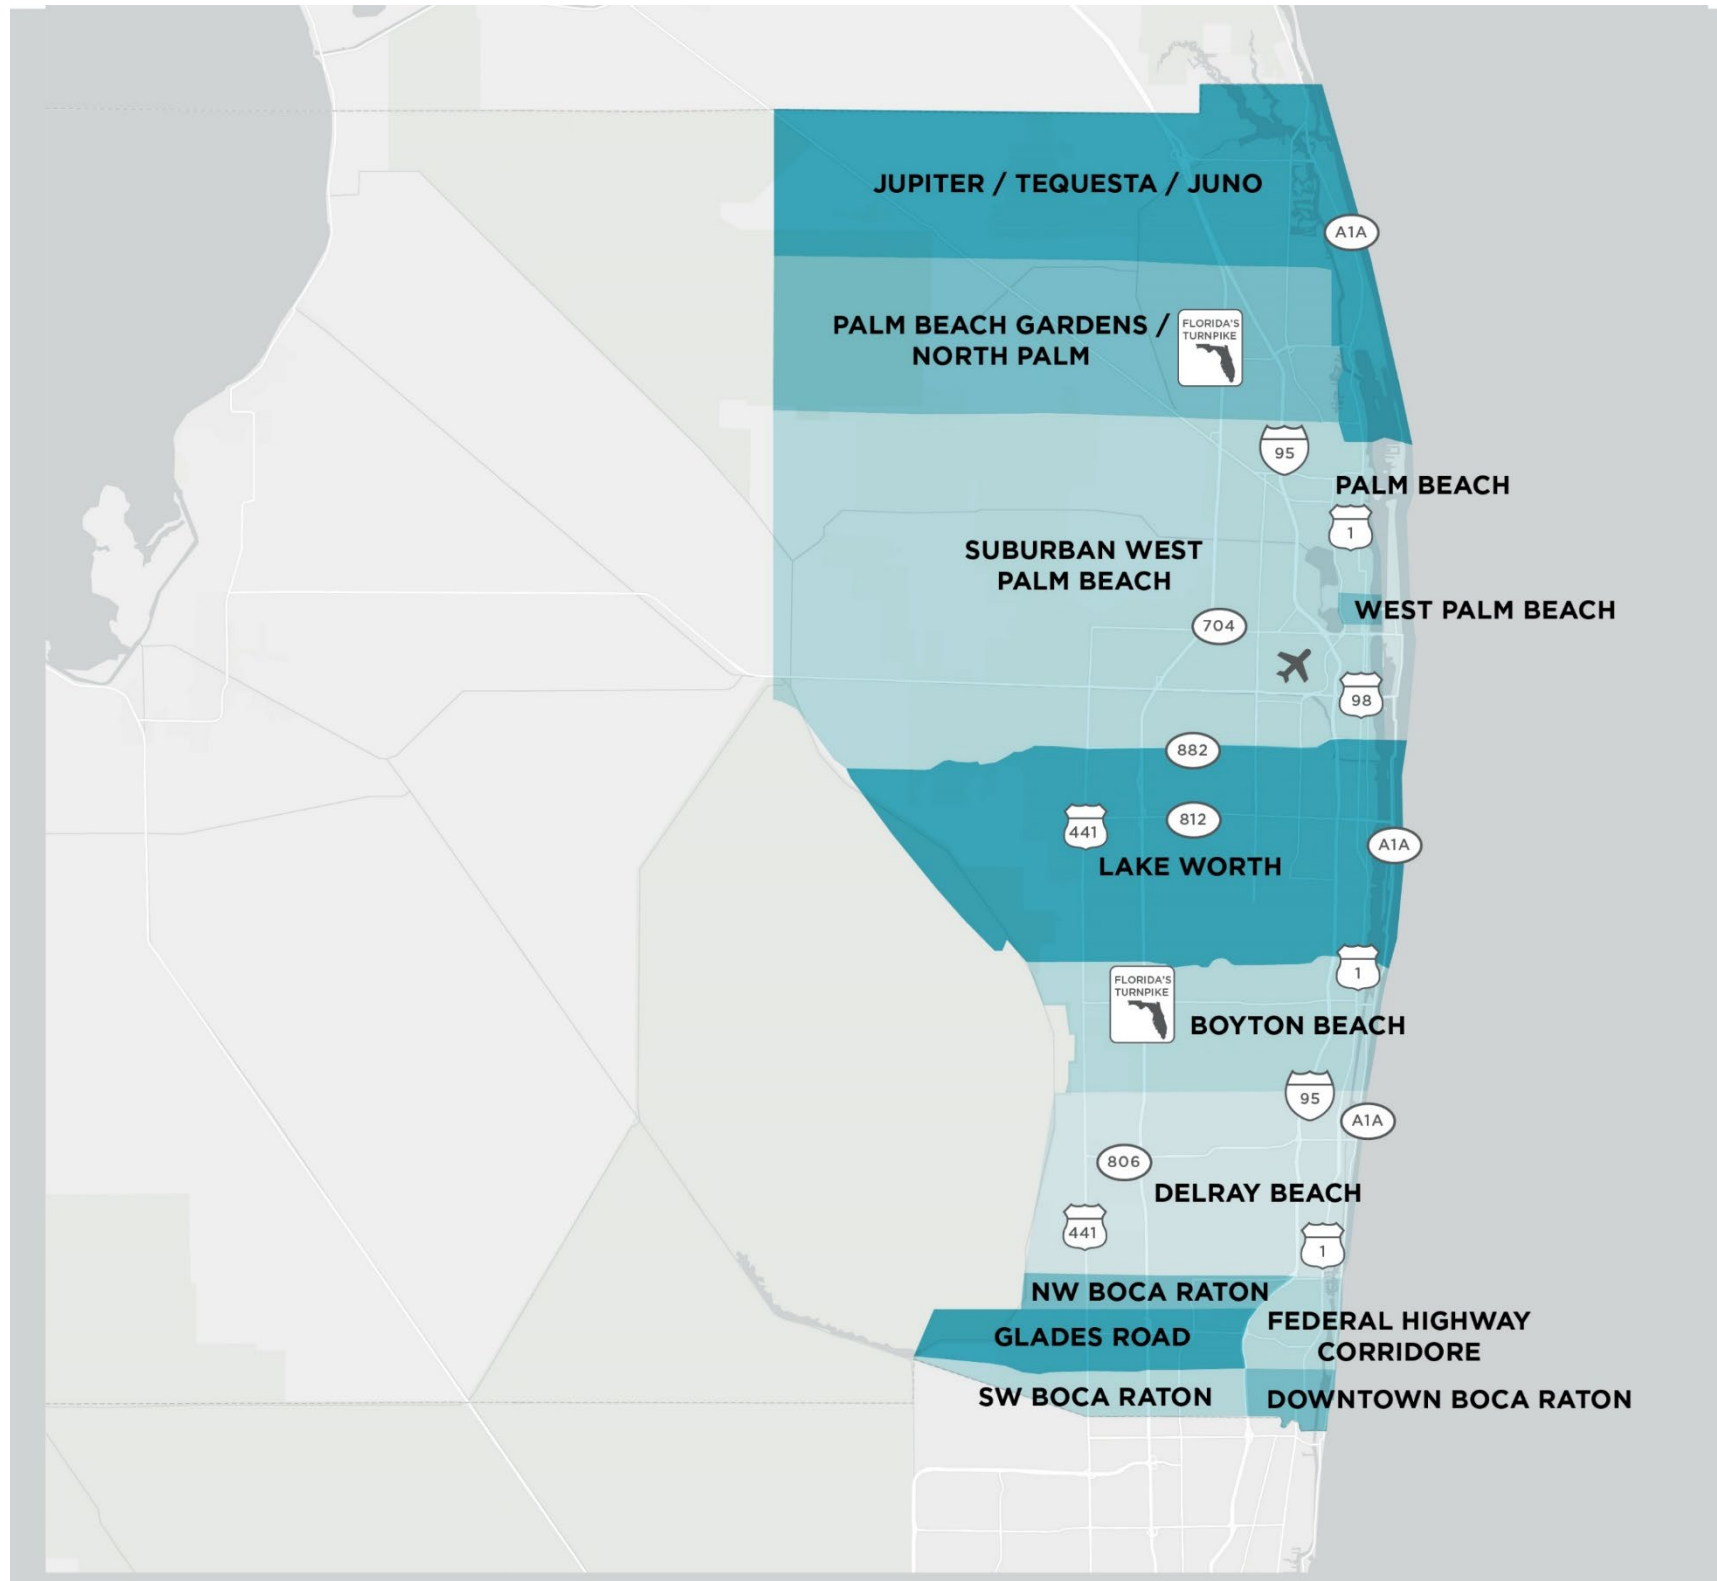 JUPITER / TEQUESTA / JUNO
A1A
PALM BEACH GARDENS /
NORTH PALM
FLORIDA'S
TURNPIKE
95
PALM BEACH
1
SUBURBAN WEST
PALM BEACH
WEST PALM BEACH
704
98
882
812
441
A1A
LAKE WORTH
1
FLORIDA'S
TURNPIKE
BOYTON BEACH
95
A1A
806
DELRAY BEACH
441
1
NW BOCA RATON
FEDERAL HIGHWAY
CORRIDORE
GLADES ROAD
SW BOCA RATON
DOWNTOWN BOCA RATON